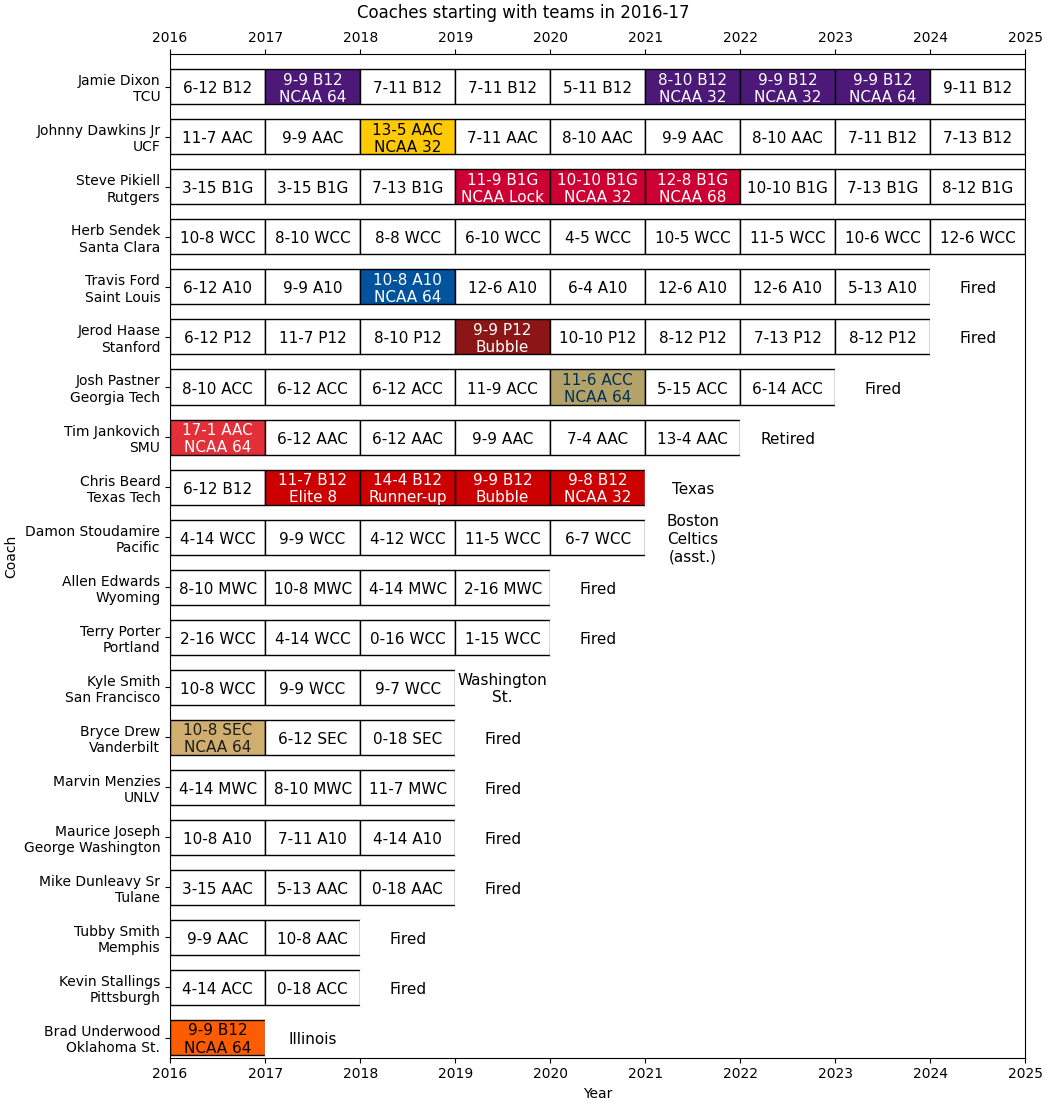 Coaches starting with teams in 2016-17
2016 2017 2018 2019 2020 2021 2022 2023 2024 2025
Jamie Dixon
TCU
6-12 B12
9-9 B12
NCAA 64
7-11 B12
7-11 B12
5-11 B12
8-10 B12
NCAA 32
9-9 B12
NCAA 32
9-9 B12
NCAA 64
9-11 B12
Johnny Dawkins Jr
UCF
11-7 AAC
9-9 AAC
13-5 AAC
NCAA 32
7-11 AAC
8-10 AAC
9-9 AAC
8-10 AAC
7-11 B12
7-13 B12
Steve Pikiell
Rutgers
3-15 B1G
3-15 B1G
7-13 B1G
11-9 B1G
NCAA Lock
10-10 B1G
NCAA 32
12-8 B1G
NCAA 68
10-10 B1G
7-13 B1G
8-12 B1G
Herb Sendek
Santa Clara
10-8 WCC
8-10 WCC
8-8 WCC
6-10 WCC
4-5 WCC
10-5 WCC
11-5 WCC
10-6 WCC
12-6 WCC
Travis Ford
Saint Louis
6-12 A10
9-9 A10
10-8 A10
NCAA 64
12-6 A10
6-4 A10
12-6 A10
12-6 A10
5-13 A10
Fired
Jerod Haase
Stanford
6-12 P12
11-7 P12
8-10 P12
9-9 P12
Bubble
10-10 P12
8-12 P12
7-13 P12
8-12 P12
Fired
Josh Pastner
Georgia Tech
8-10 ACC
6-12 ACC
6-12 ACC
11-9 ACC
11-6 ACC
NCAA 64
5-15 ACC
6-14 ACC
Fired
Tim Jankovich
SMU
17-1 AAC
NCAA 64
6-12 AAC
6-12 AAC
9-9 AAC
7-4 AAC
13-4 AAC
Retired
Chris Beard
Texas Tech
6-12 B12
11-7 B12
Elite 8
14-4 B12
Runner-up
9-9 B12
Bubble
9-8 B12
NCAA 32
Texas
Damon Stoudamire
Pacific
4-14 WCC
9-9 WCC
4-12 WCC
11-5 WCC
6-7 WCC
Boston
Celtics
(asst.)
Allen Edwards
Wyoming
8-10 MWC
10-8 MWC
4-14 MWC
2-16 MWC
Fired
Terry Porter
Portland
2-16 WCC
4-14 WCC
0-16 WCC
1-15 WCC
Fired
Kyle Smith
San Francisco
10-8 WCC
9-9 WCC
9-7 WCC
Washington
St.
Bryce Drew
Vanderbilt
10-8 SEC
NCAA 64
6-12 SEC
0-18 SEC
Fired
Marvin Menzies
UNLV
4-14 MWC
8-10 MWC
11-7 MWC
Fired
Maurice Joseph
George Washington
10-8 A10
7-11 A10
4-14 A10
Fired
Mike Dunleavy Sr
Tulane
3-15 AAC
5-13 AAC
0-18 AAC
Fired
Tubby Smith
Memphis
9-9 AAC
10-8 AAC
Fired
Kevin Stallings
Pittsburgh
4-14 ACC
0-18 ACC
Fired
Brad Underwood
Oklahoma St.
9-9 B12
NCAA 64
Illinois
2016 2017 2018 2019 2020 2021 2022 2023 2024 2025
Year
Coach